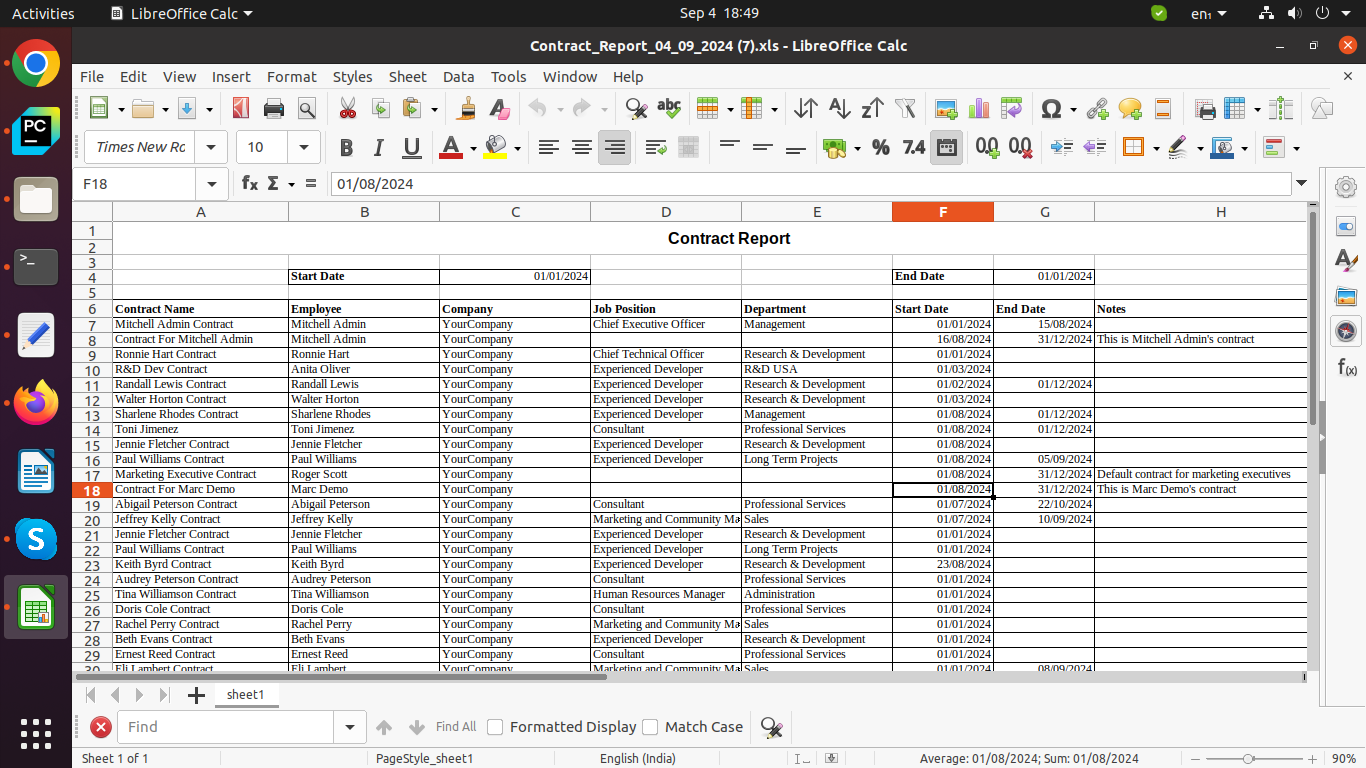 Activities LibreOffice Calc Sep 4 18:49 en₁
Contract_Report_04_09_2024 (7).xls - LibreOffice Calc
File Edit View Insert Format Styles Sheet Data Tools Window Help
Times New Ro 10
F18 01/08/2024
A B C D E F G H
1 Contract Report
2
3
4 Start Date 01/01/2024 End Date 01/01/2024
5
6 Contract Name Employee Company Job Position Department Start Date End Date Notes
7 Mitchell Admin Contract Mitchell Admin YourCompany Chief Executive Officer Management 01/01/2024 15/08/2024
8 Contract For Mitchell Admin Mitchell Admin YourCompany 16/08/2024 31/12/2024 This is Mitchell Admin's contract
9 Ronnie Hart Contract Ronnie Hart YourCompany Chief Technical Officer Research & Development 01/01/2024
10 R&D Dev Contract Anita Oliver YourCompany Experienced Developer R&D USA 01/03/2024
11 Randall Lewis Contract Randall Lewis YourCompany Experienced Developer Research & Development 01/02/2024 01/12/2024
12 Walter Horton Contract Walter Horton YourCompany Experienced Developer Research & Development 01/03/2024
13 Sharlene Rhodes Contract Sharlene Rhodes YourCompany Experienced Developer Management 01/08/2024 01/12/2024
14 Toni Jimenez Toni Jimenez YourCompany Consultant Professional Services 01/08/2024 01/12/2024
15 Jennie Fletcher Contract Jennie Fletcher YourCompany Experienced Developer Research & Development 01/08/2024
16 Paul Williams Contract Paul Williams YourCompany Experienced Developer Long Term Projects 01/08/2024 05/09/2024
17 Marketing Executive Contract Roger Scott YourCompany 01/08/2024 31/12/2024 Default contract for marketing executives
18 Contract For Marc Demo Marc Demo YourCompany 01/08/2024 31/12/2024 This is Marc Demo's contract
19 Abigail Peterson Contract Abigail Peterson YourCompany Consultant Professional Services 01/07/2024 22/10/2024
20 Jeffrey Kelly Contract Jeffrey Kelly YourCompany Marketing and Community Ma Sales 01/07/2024 10/09/2024
21 Jennie Fletcher Contract Jennie Fletcher YourCompany Experienced Developer Research & Development 01/01/2024
22 Paul Williams Contract Paul Williams YourCompany Experienced Developer Long Term Projects 01/01/2024
23 Keith Byrd Contract Keith Byrd YourCompany Experienced Developer Research & Development 23/08/2024
24 Audrey Peterson Contract Audrey Peterson YourCompany Consultant Professional Services 01/01/2024
25 Tina Williamson Contract Tina Williamson YourCompany Human Resources Manager Administration 01/01/2024
26 Doris Cole Contract Doris Cole YourCompany Consultant Professional Services 01/01/2024
27 Rachel Perry Contract Rachel Perry YourCompany Marketing and Community Ma Sales 01/01/2024
28 Beth Evans Contract Beth Evans YourCompany Experienced Developer Research & Development 01/01/2024
29 Ernest Reed Contract Ernest Reed YourCompany Consultant Professional Services 01/01/2024
30 Eli Lambert Contract Eli Lambert YourCompany Marketing and Community Ma Sales 01/01/2024 08/09/2024
sheet1
Find Find All Formatted Display Match Case
Sheet 1 of 1 PageStyle_sheet1 English (India) Average: 01/08/2024; Sum: 01/08/2024 90%